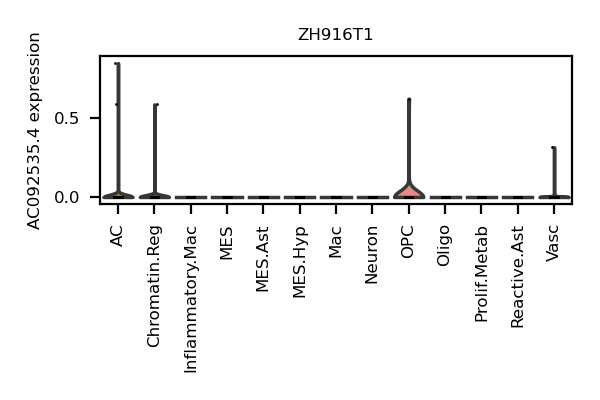 ZH916T1
AC092535.4 expression
0.5
0.0
AC
Chromatin.Reg
Inflammatory.Mac
MES
MES.Ast
MES.Hyp
Mac
Neuron
OPC
Oligo
Prolif.Metab
Reactive.Ast
Vasc